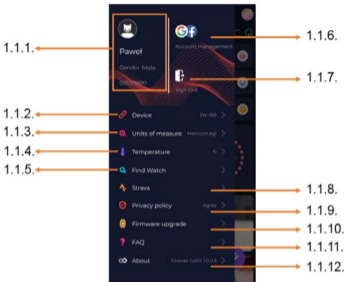 1.1.1.
1.1.6.
Paweł
Account management
Gender Male
1.1.7.
Sign Out
1.1.2. Device
1.1.3. Units of measure Metric(m,kg)
1.1.4. Temperature
1.1.5. Find Watch
Strava 1.1.8.
Privacy policy Agree 1.1.9.
Firmware upgrade 1.1.10.
FAQ 1.1.11.
About 1.1.12.